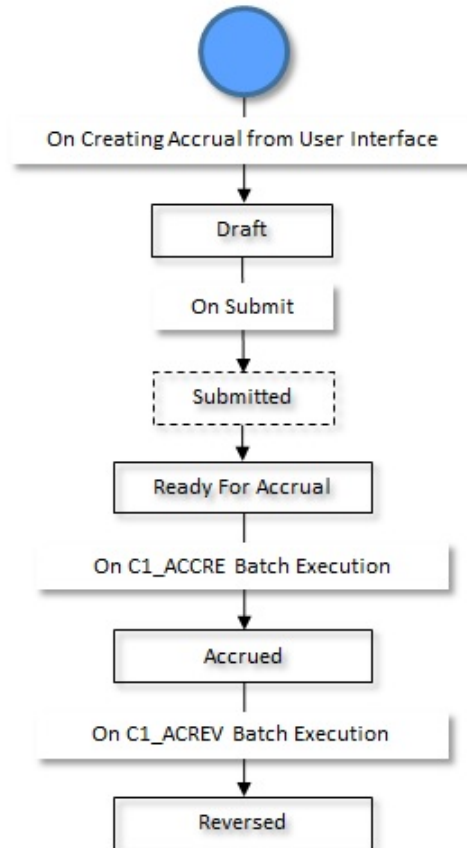 On Creating Accrual from User Interface
Draft
On Submit
Submitted
Ready For Accrual
On C1_ACCRE Batch Execution
Accrued
On C1_ACREV Batch Execution
Reversed